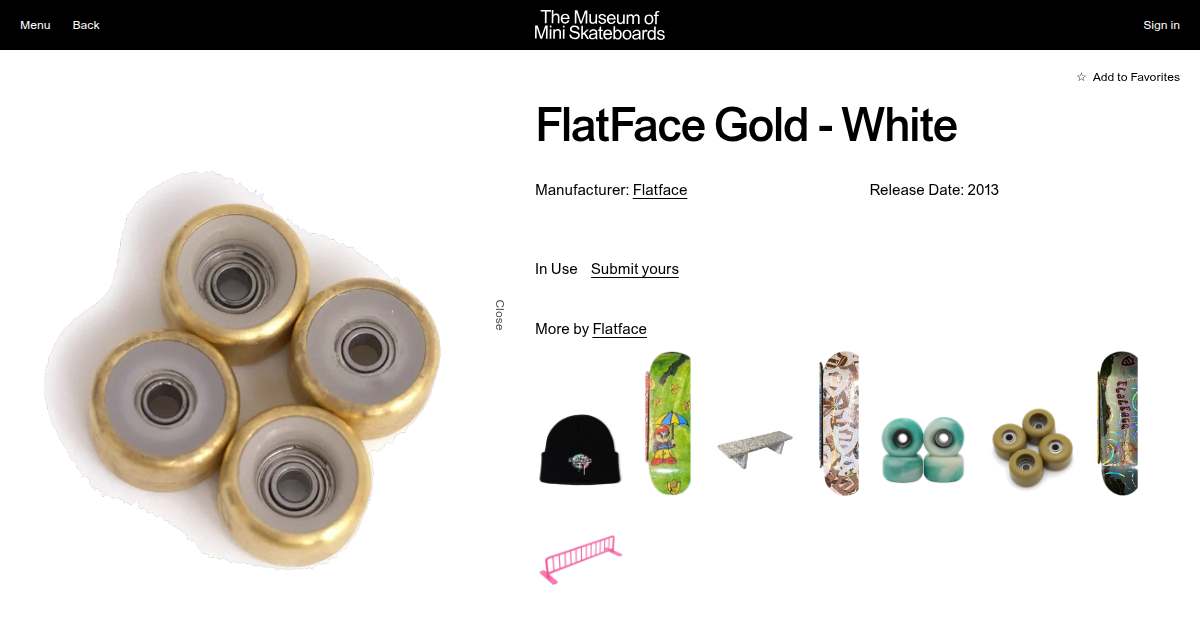 Menu
Back
The Museum of
Mini Skateboards
Sign in
☆ Add to Favorites
FlatFace Gold - White
Manufacturer: Flatface
Release Date: 2013
In Use
Submit yours
Close
More by Flatface